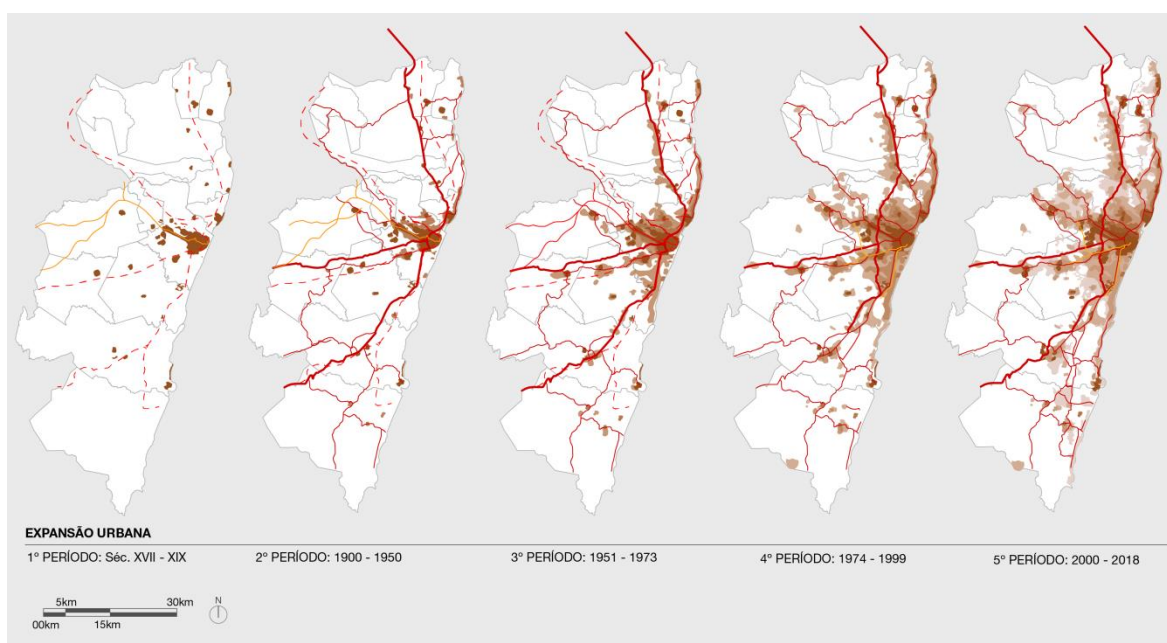 EXPANSÃO URBANA
1º PERÍODO: Séc. XVII - XIX
2º PERÍODO: 1900 - 1950
3º PERÍODO: 1951 - 1973
4º PERÍODO: 1974 - 1999
5º PERÍODO: 2000 - 2018
5km 30km
00km 15km
N